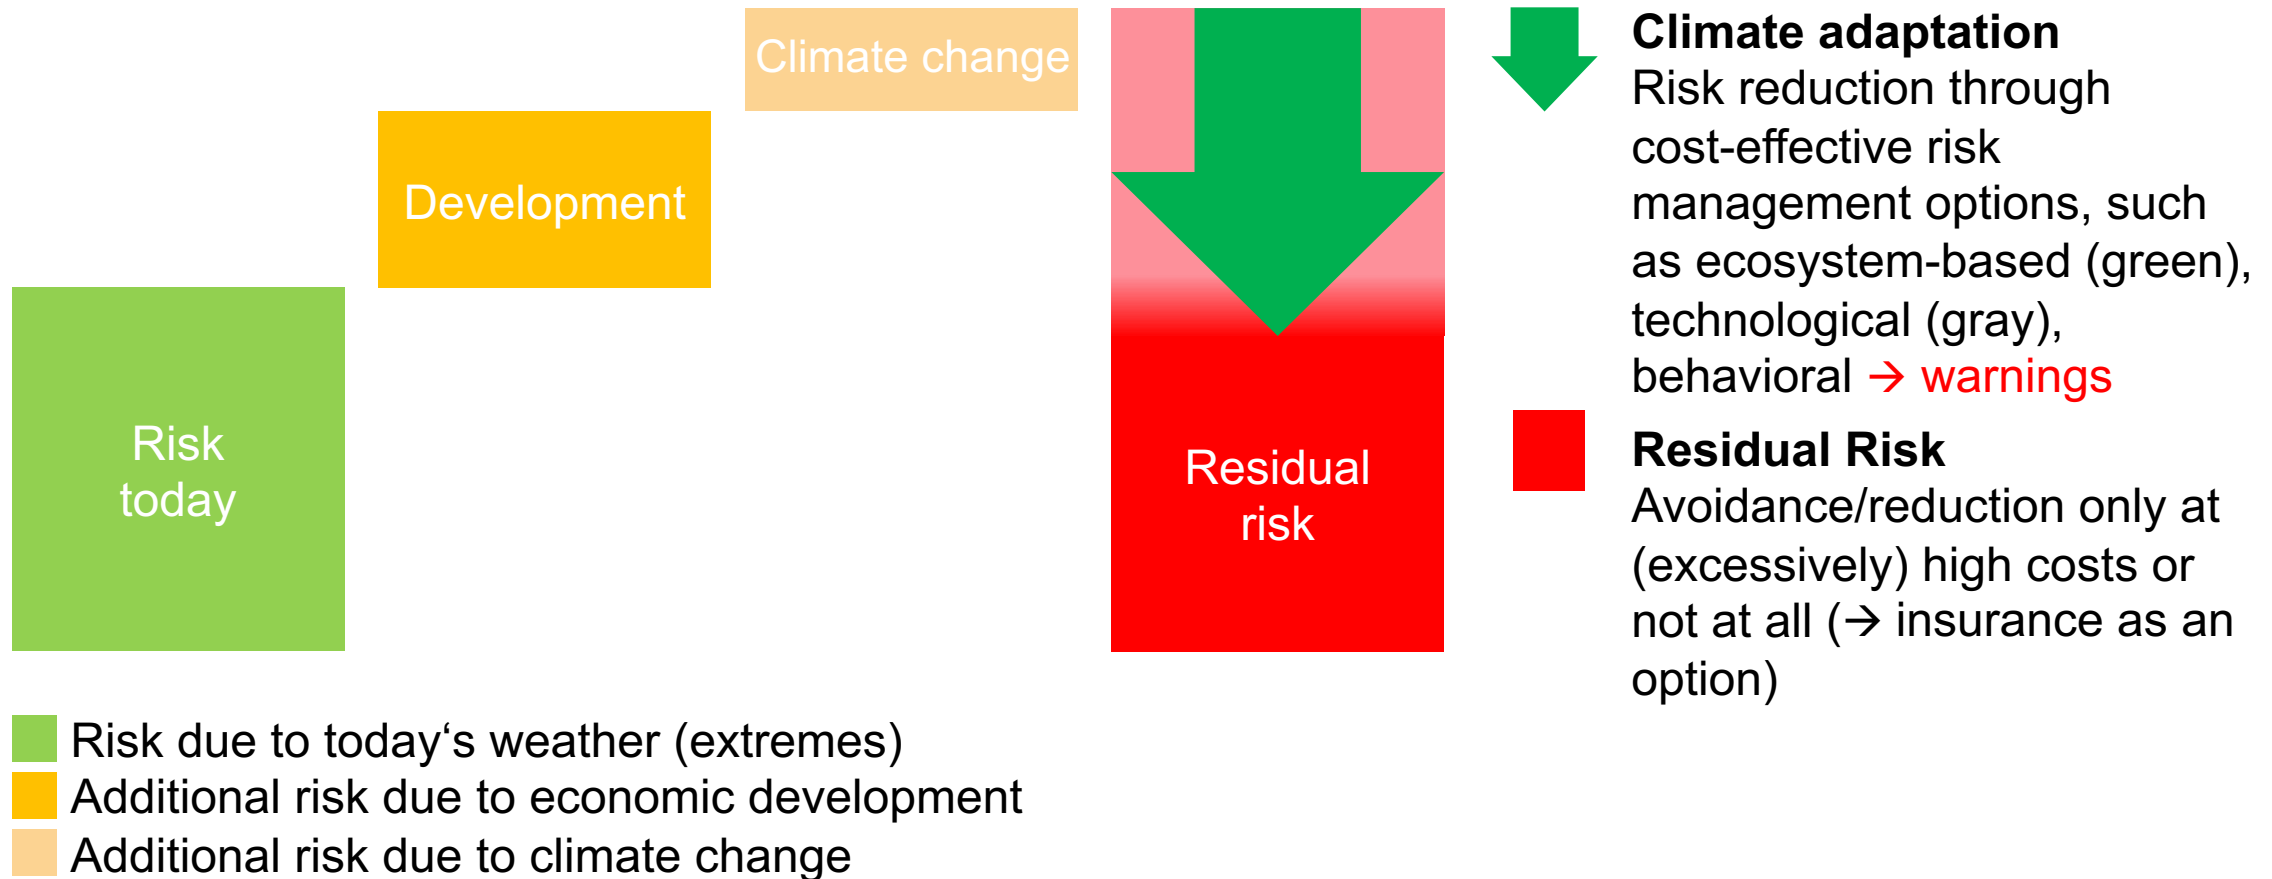 Climate change
Development
Risk
today
Residual
risk
Climate adaptation
Risk reduction through
cost-effective risk
management options, such
as ecosystem-based (green),
technological (gray),
behavioral → warnings
Residual Risk
Avoidance/reduction only at
(excessively) high costs or
not at all (→ insurance as an
option)
Risk due to today‘s weather (extremes)
Additional risk due to economic development
Additional risk due to climate change